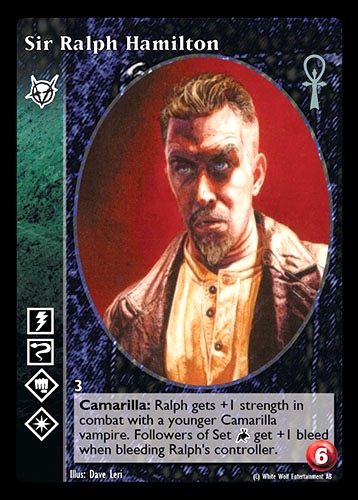 Sir Ralph Hamilton
3
Camarilla: Ralph gets +1 strength in
combat with a younger Camarilla
vampire. Followers of Set get +1 bleed
when bleeding Ralph's controller.
6
Illus: Dave Leri
(C) White Wolf Entertainment AB